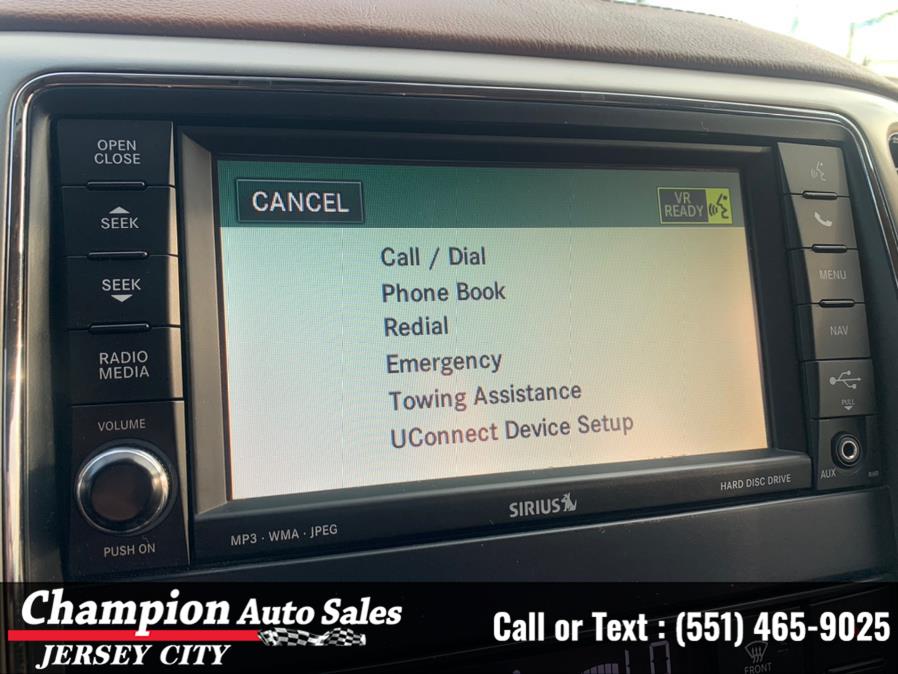 OPEN
CLOSE
SEEK
SEEK
RADIO
MEDIA
VOLUME
PUSH ON
CANCEL
VR
READY
Call / Dial
Phone Book
Redial
Emergency
Towing Assistance
UConnect Device Setup
MENU
NAV
PULL
AUX
MP3 · WMA · JPEG
SIRIUS
HARD DISC DRIVE
Champion Auto Sales
JERSEY CITY
Call or Text : (551) 465-9025
FRONT